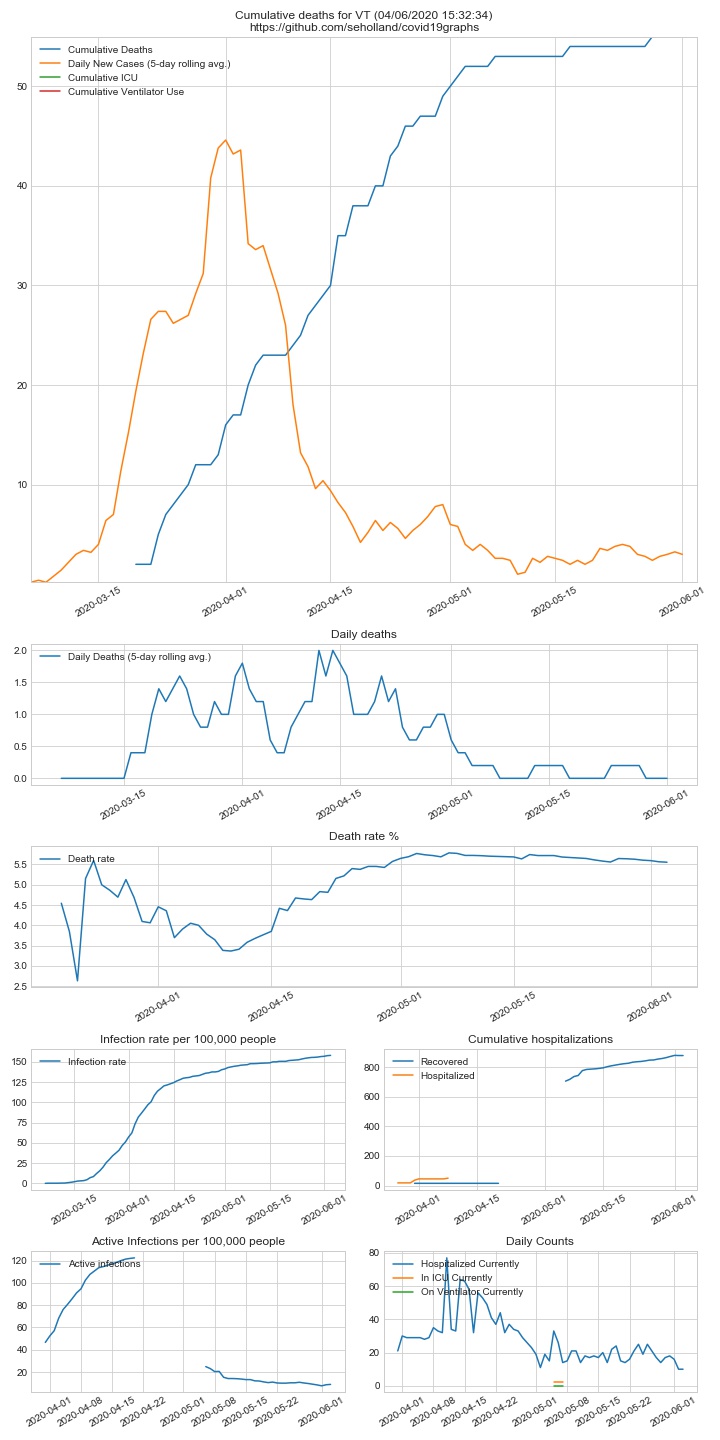 Cumulative deaths for VT (04/06/2020 15:32:34)
https://github.com/seholland/covid19graphs
Cumulative Deaths
Daily New Cases (5-day rolling avg.)
Cumulative ICU
Cumulative Ventilator Use
50
40
30
20
10
2020-03-15 2020-04-01 2020-04-15 2020-05-01 2020-05-15 2020-06-01
Daily deaths
Daily Deaths (5-day rolling avg.)
2.0
1.5
1.0
0.5
0.0
2020-03-15 2020-04-01 2020-04-15 2020-05-01 2020-05-15 2020-06-01
Death rate %
Death rate
5.5
5.0
4.5
4.0
3.5
3.0
2.5
2020-04-01 2020-04-15 2020-05-01 2020-05-15 2020-06-01
Infection rate per 100,000 people
Infection rate
150
125
100
75
50
25
0
2020-03-15 2020-04-01 2020-04-15 2020-05-01 2020-05-15 2020-06-01
Cumulative hospitalizations
Recovered
Hospitalized
800
600
400
200
0
2020-04-01 2020-04-15 2020-05-01 2020-05-15 2020-06-01
Active Infections per 100,000 people
Active infections
120
100
80
60
40
20
2020-04-01 2020-04-08 2020-04-15 2020-04-22 2020-05-01 2020-05-08 2020-05-15 2020-05-22 2020-06-01
Daily Counts
Hospitalized Currently
In ICU Currently
On Ventilator Currently
80
60
40
20
0
2020-04-01 2020-04-08 2020-04-15 2020-04-22 2020-05-01 2020-05-08 2020-05-15 2020-05-22 2020-06-01